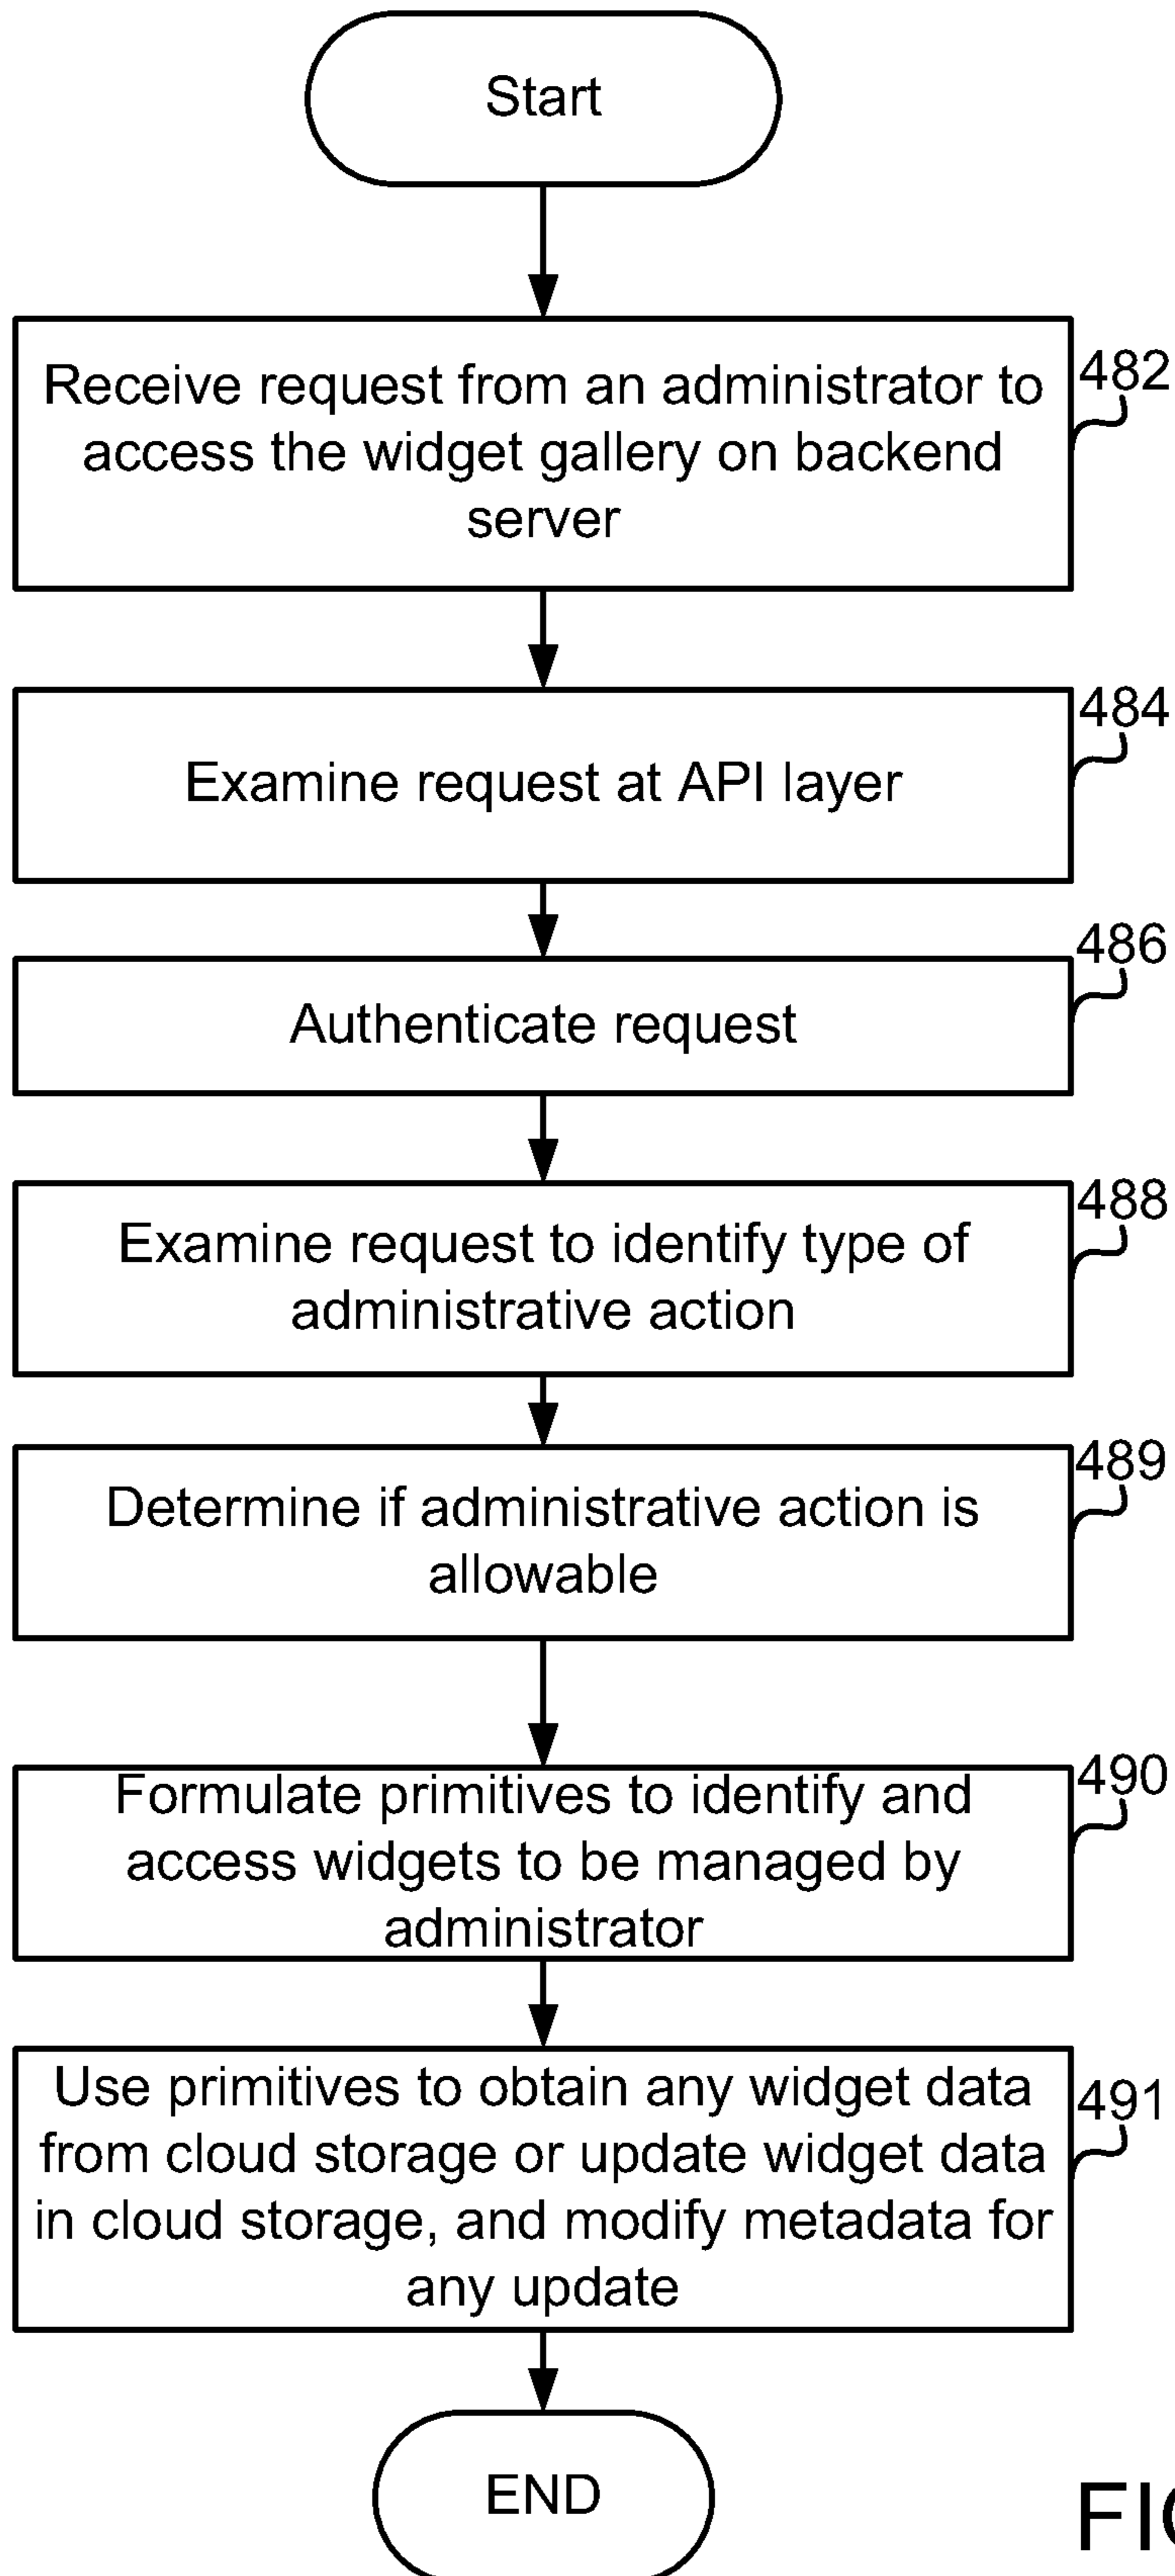 Start
Receive request from an administrator to
access the widget gallery on backend
server
482
Examine request at API layer
484
Authenticate request
486
Examine request to identify type of
administrative action
488
Determine if administrative action is
allowable
489
Formulate primitives to identify and
access widgets to be managed by
administrator
490
Use primitives to obtain any widget data
from cloud storage or update widget data
in cloud storage, and modify metadata for
any update
491
END